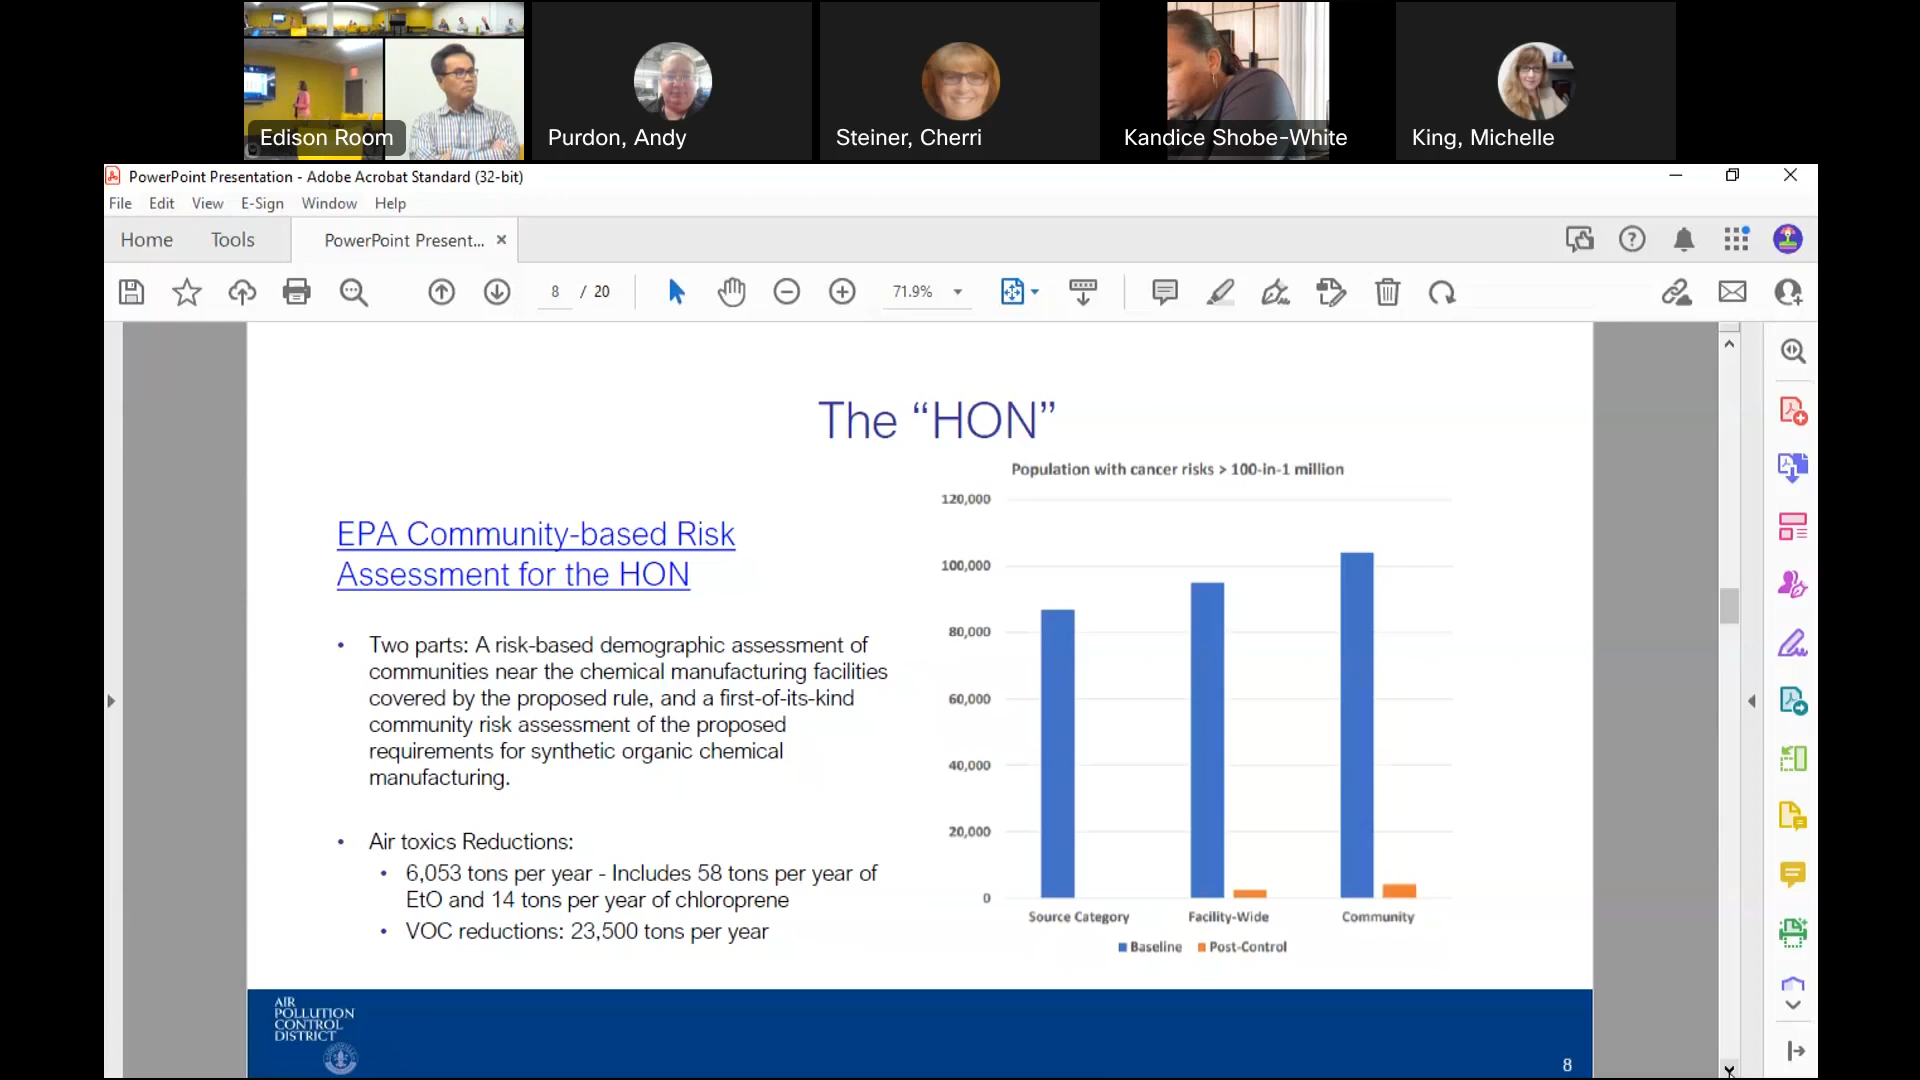 Edison Room
Purdon, Andy
Steiner, Cherri
Kandice Shobe-White
King, Michelle
PowerPoint Presentation - Adobe Acrobat Standard (32-bit)
File Edit View E-Sign Window Help
Home Tools PowerPoint Present...
8 / 20 71.9%
The “HON”
EPA Community-based Risk
Assessment for the HON
• Two parts: A risk-based demographic assessment of
communities near the chemical manufacturing facilities
covered by the proposed rule, and a first-of-its-kind
community risk assessment of the proposed
requirements for synthetic organic chemical
manufacturing.
• Air toxics Reductions:
• 6,053 tons per year - Includes 58 tons per year of
EtO and 14 tons per year of chloroprene
• VOC reductions: 23,500 tons per year
Population with cancer risks > 100-in-1 million
120,000
100,000
80,000
60,000
40,000
20,000
0
Source Category Facility-Wide Community
Baseline Post-Control
AIR
POLLUTION
CONTROL
DISTRICT
8